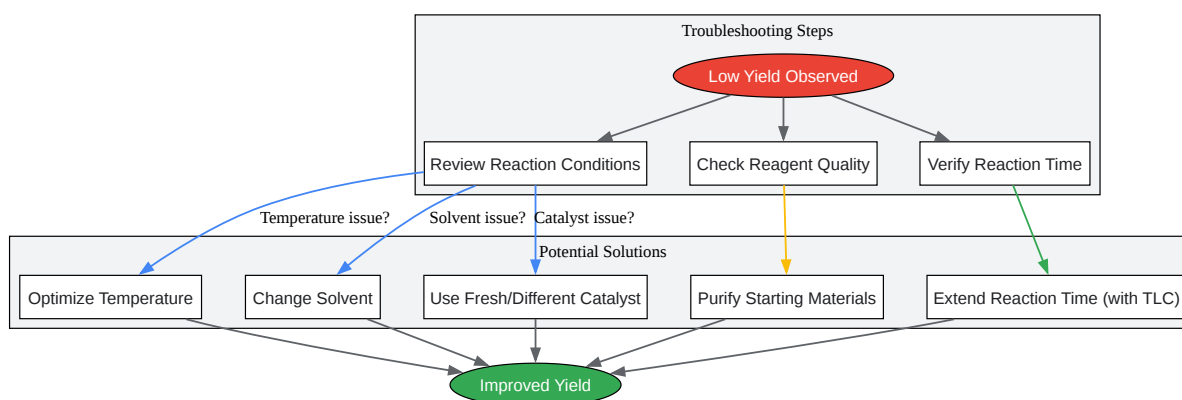 Troubleshooting Steps
Low Yield Observed
Review Reaction Conditions
Check Reagent Quality
Verify Reaction Time
Temperature issue?
Solvent issue?
Catalyst issue?
Potential Solutions
Optimize Temperature
Change Solvent
Use Fresh/Different Catalyst
Purify Starting Materials
Extend Reaction Time (with TLC)
Improved Yield